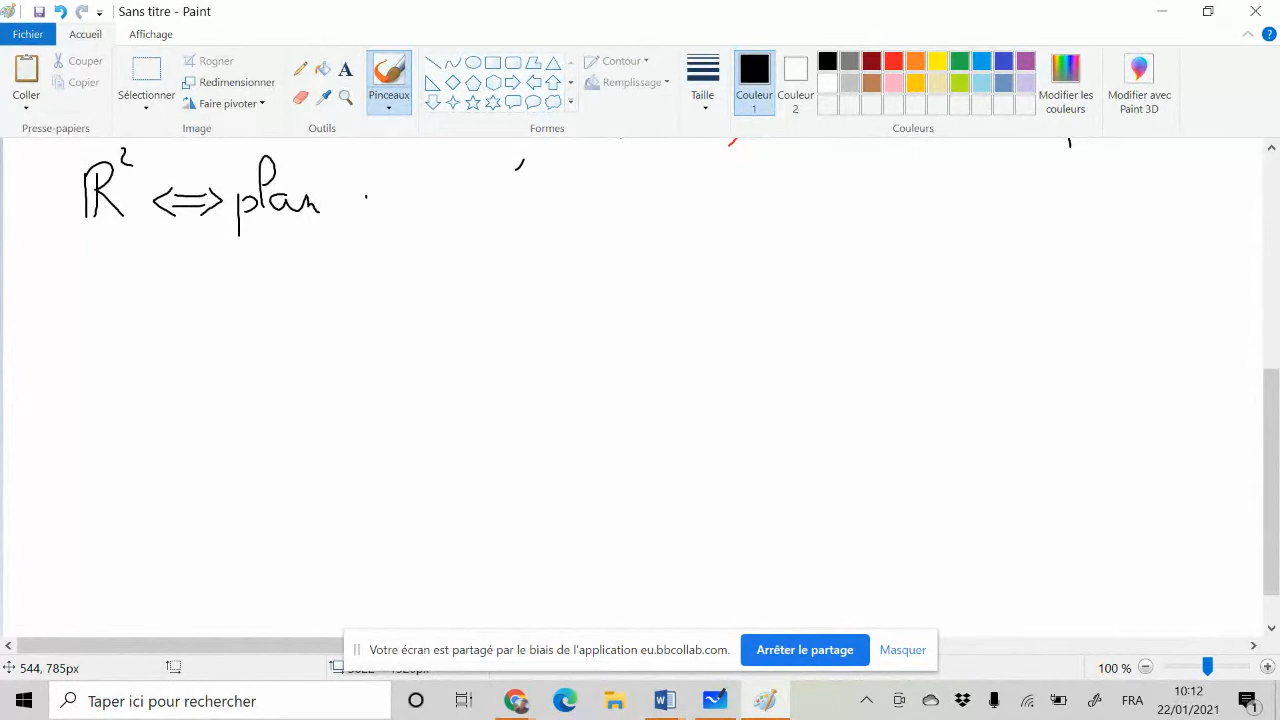 Sans titre - Paint
Fichier Accueil Affichage
Coller
Couper
Copier
Presse-papiers
Sélectionner
Rogner
Redimensionner
Faire pivoter
Image
A
Outils
Pinceaux
Contour
Remplissage
Formes
Taille
Couleur 1
Couleur 2
Modifier les couleurs
Couleurs
Modifier avec Paint 3D
ℝ² ⟺ plan
Votre écran est partagé par le biais de l'application eu.bbcollab.com. Arrêter le partage Masquer
544, 785px 100 %
Taper ici pour rechercher
FRA
10:12
22/01/2021